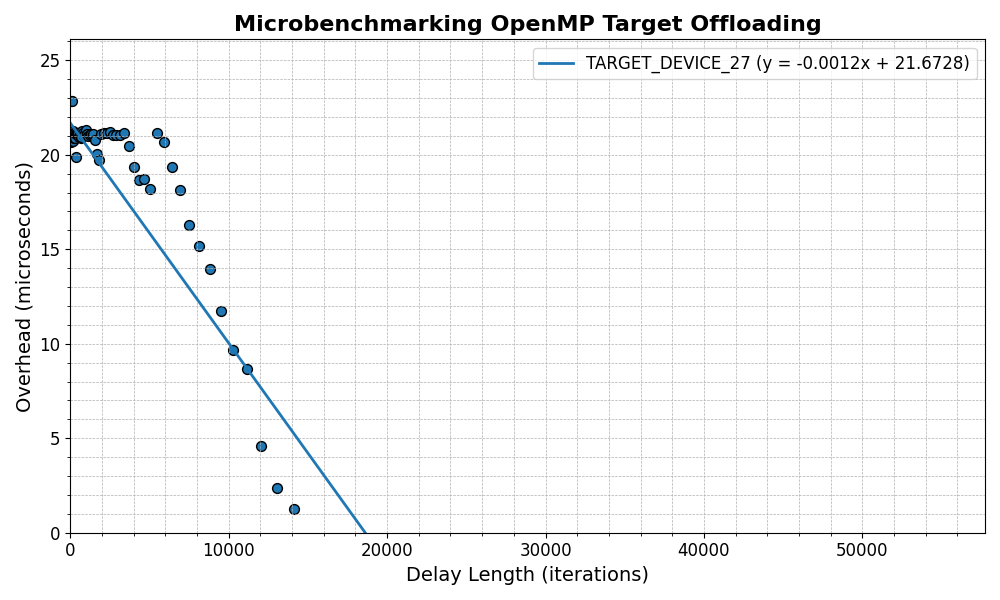 Microbenchmarking OpenMP Target Offloading
TARGET_DEVICE_27 (y = -0.0012x + 21.6728)
Overhead (microseconds)
25
20
15
10
5
0
0 10000 20000 30000 40000 50000
Delay Length (iterations)